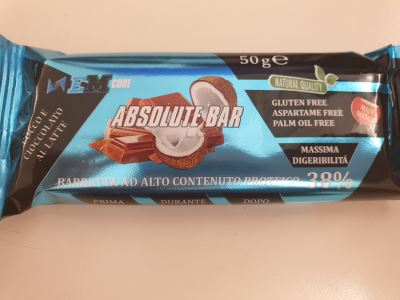 50g e
EM CORE
NATURAL QUALITY
COCCO E
CIOCCOLATO
AL LATTE
ABSOLUTE BAR
GLUTEN FREE
ASPARTAME FREE
PALM OIL FREE
MASSIMA
DIGERIBILITÁ
BARRETTA AD ALTO CONTENUTO PROTEICO 38%
PRIMA DURANTE DOPO